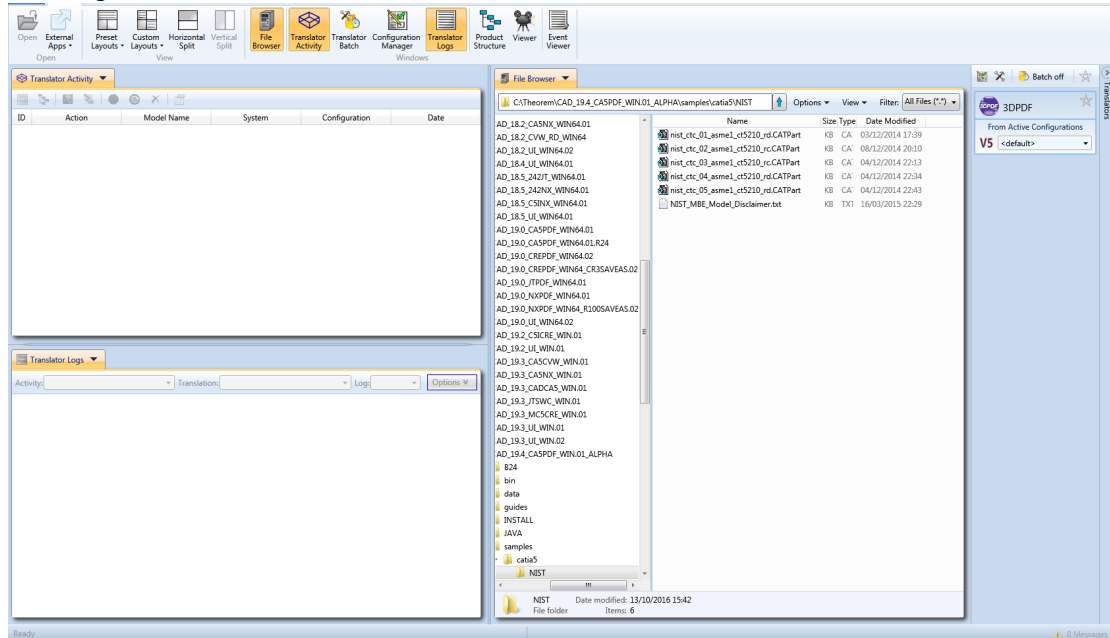 Open External Apps Preset Layouts Custom Layouts Horizontal Split Vertical Split File Browser Translator Activity Translator Batch Configuration Manager Translator Logs Product Structure Viewer Event Viewer
Open View Windows
Translator Activity
ID Action Model Name System Configuration Date
Translator Logs
Activity: Translation: Log: Options
File Browser
C:\Theorem\CAD_19.4_CA5PDF_WIN.01_ALPHA\samples\catia5\NIST Options View Filter: All Files (*.*)
AD_18.2_CA5NX_WIN64.01
AD_18.2_CVW_RD_WIN64
AD_18.2_UI_WIN64.02
AD_18.4_UI_WIN64.01
AD_18.5_242JT_WIN64.01
AD_18.5_242NX_WIN64.01
AD_18.5_C5INX_WIN64.01
AD_18.5_UI_WIN64.01
AD_19.0_CA5PDF_WIN64.01
AD_19.0_CA5PDF_WIN64.01.R24
AD_19.0_CREPDF_WIN64.02
AD_19.0_CREPDF_WIN64_CR3SAVEAS.02
AD_19.0_JTPDF_WIN64.01
AD_19.0_NXPDF_WIN64.01
AD_19.0_NXPDF_WIN64_R100SAVEAS.02
AD_19.0_UI_WIN64.02
AD_19.2_C5ICRE_WIN.01
AD_19.2_UI_WIN.01
AD_19.3_CA5CVW_WIN.01
AD_19.3_CA5NX_WIN.01
AD_19.3_CADCA5_WIN.01
AD_19.3_JTSWC_WIN.01
AD_19.3_MC5CRE_WIN.01
AD_19.3_UI_WIN.01
AD_19.3_UI_WIN.02
AD_19.4_CA5PDF_WIN.01_ALPHA
B24
bin
data
guides
INSTALL
JAVA
samples
catia5
NIST
Name Size Type Date Modified
nist_ctc_01_asme1_ct5210_rd.CATPart KB CA 03/12/2014 17:39
nist_ctc_02_asme1_ct5210_rc.CATPart KB CA 08/12/2014 20:10
nist_ctc_03_asme1_ct5210_rc.CATPart KB CA 04/12/2014 22:13
nist_ctc_04_asme1_ct5210_rd.CATPart KB CA 04/12/2014 22:34
nist_ctc_05_asme1_ct5210_rd.CATPart KB CA 04/12/2014 22:43
NIST_MBE_Model_Disclaimer.txt KB TXT 16/03/2015 22:29
NIST Date modified: 13/10/2016 15:42
File folder Items: 6
Batch off
Translators
3DPDF 3DPDF
From Active Configurations
V5 <default>
Ready 0 Messages